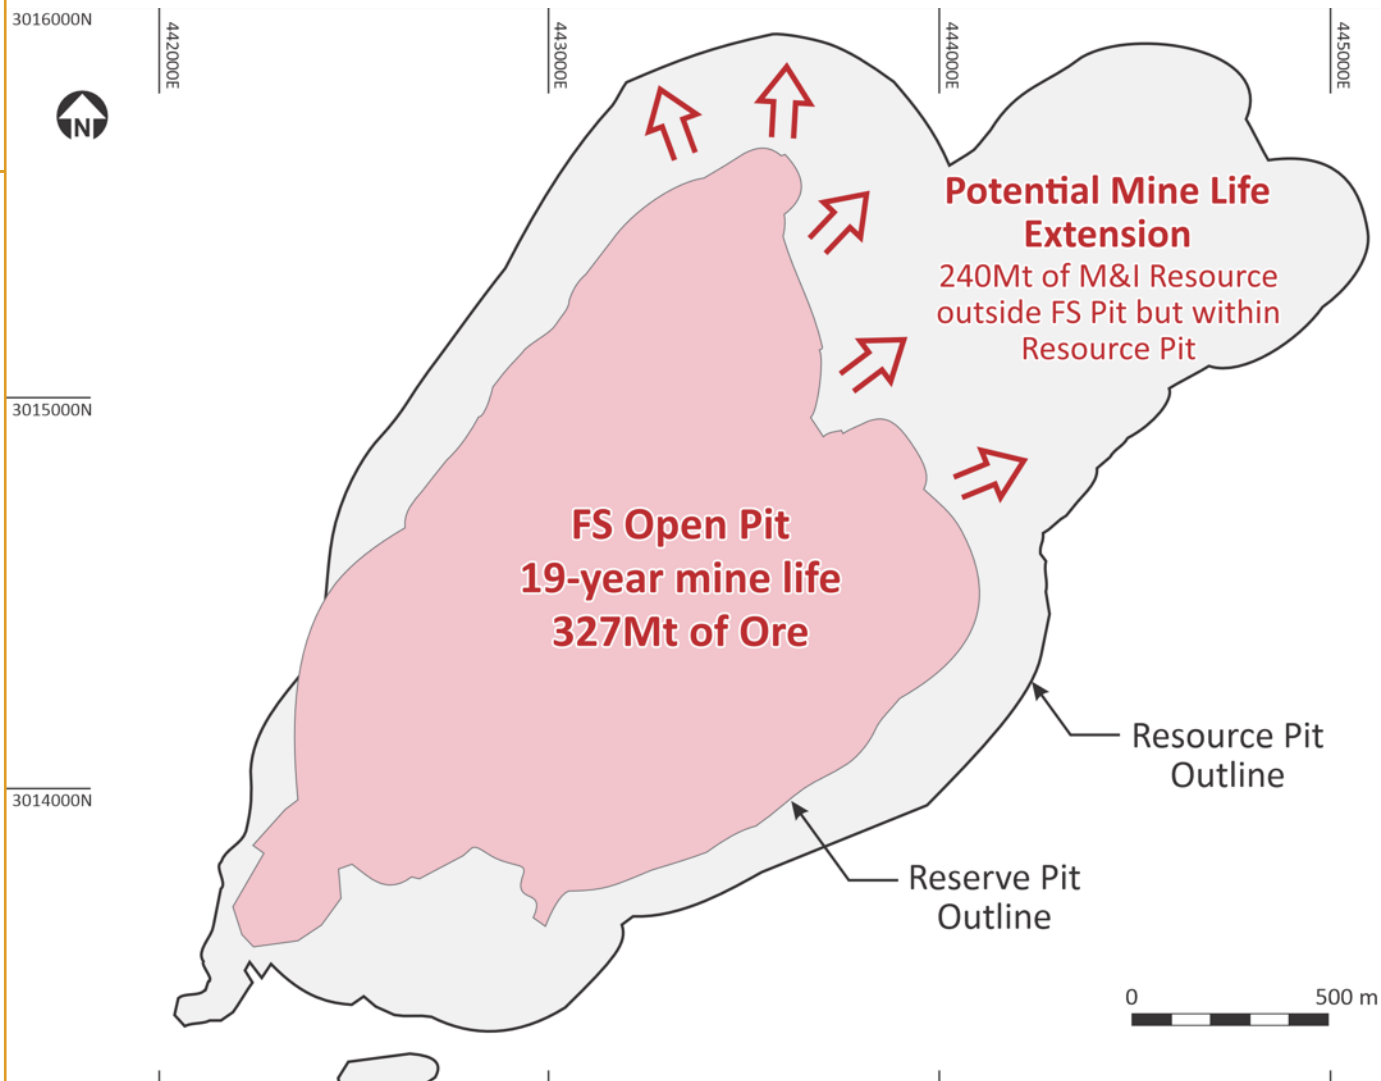 3016000N
442000E
443000E
444000E
445000E
N
Potential Mine Life
Extension
240Mt of M&I Resource
outside FS Pit but within
Resource Pit
3015000N
FS Open Pit
19-year mine life
327Mt of Ore
Resource Pit
Outline
3014000N
Reserve Pit
Outline
0 500 m